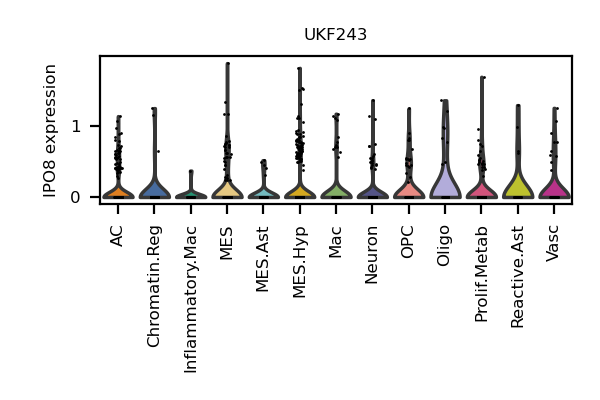 UKF243
IPO8 expression
1
0
AC
Chromatin.Reg
Inflammatory.Mac
MES
MES.Ast
MES.Hyp
Mac
Neuron
OPC
Oligo
Prolif.Metab
Reactive.Ast
Vasc